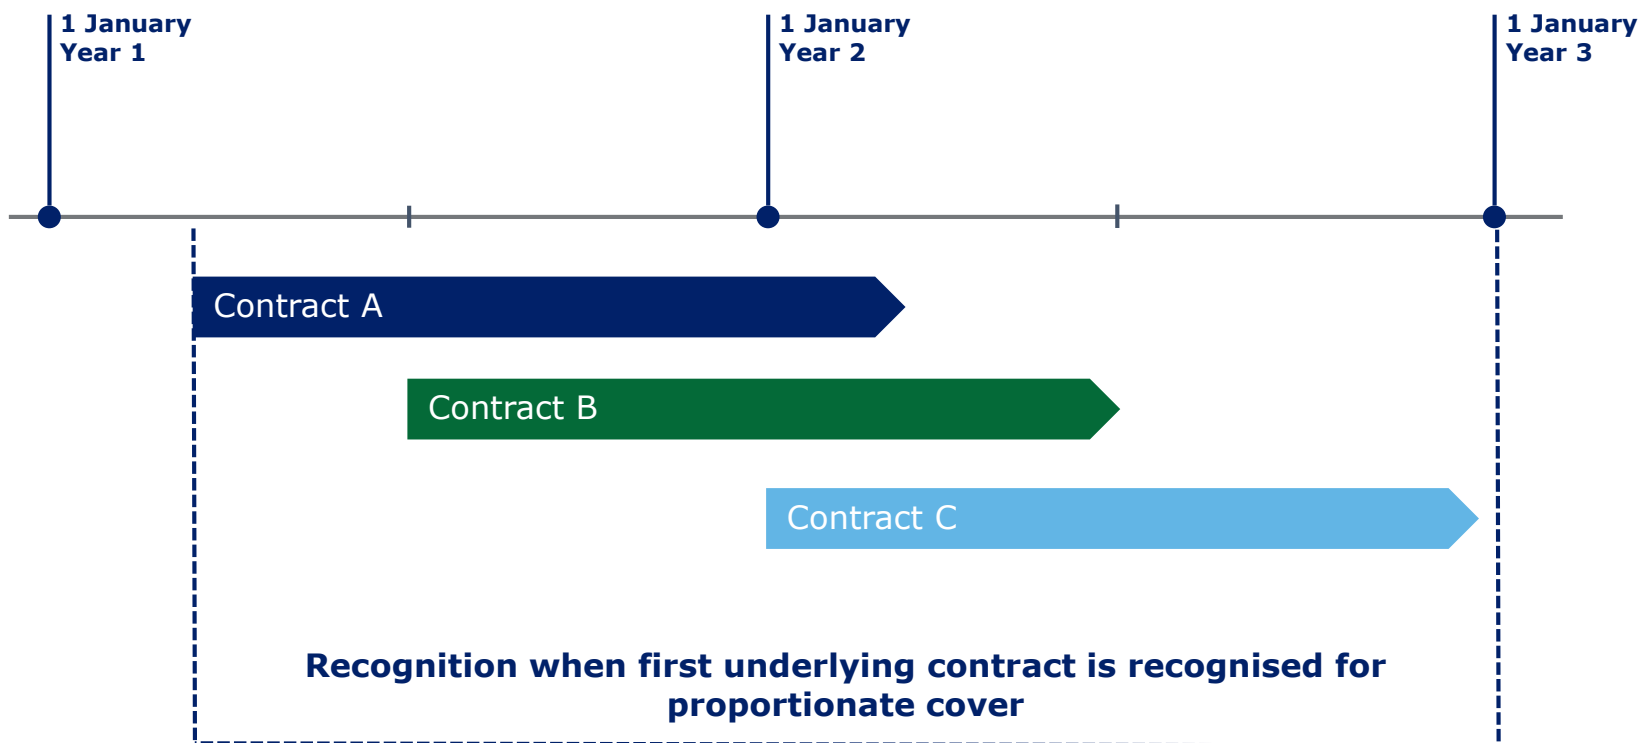 1 January
Year 1
1 January
Year 2
1 January
Year 3
Contract A
Contract B
Contract C
Recognition when first underlying contract is recognised for
proportionate cover